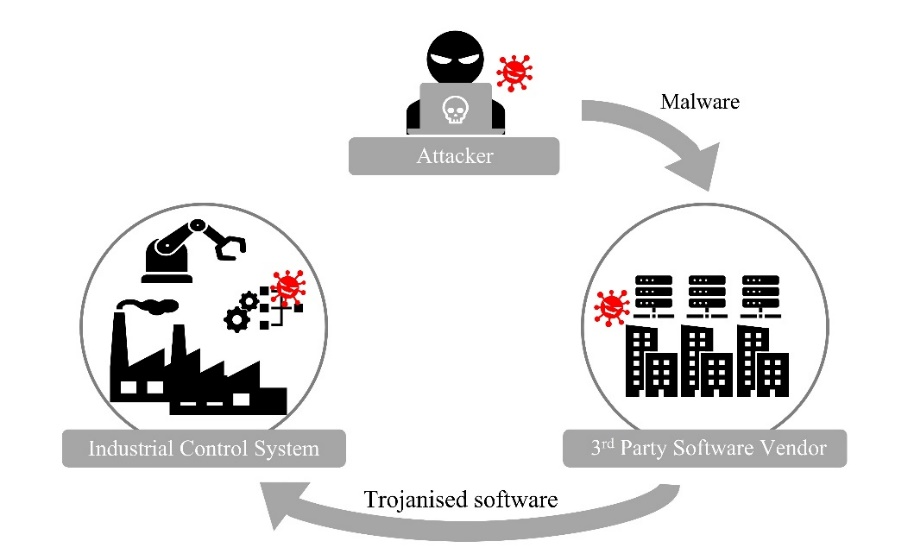 Malware
Attacker
Industrial Control System
3rd Party Software Vendor
Trojanised software